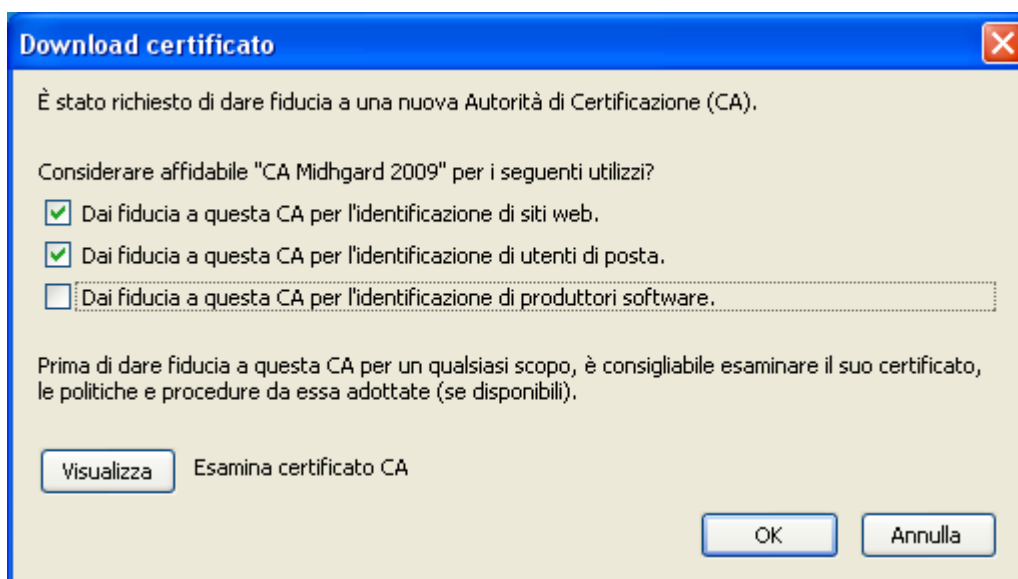 Download certificato
È stato richiesto di dare fiducia a una nuova Autorità di Certificazione (CA).
Considerare affidabile "CA Midhgard 2009" per i seguenti utilizzi?
Dai fiducia a questa CA per l'identificazione di siti web.
Dai fiducia a questa CA per l'identificazione di utenti di posta.
Dai fiducia a questa CA per l'identificazione di produttori software.
Prima di dare fiducia a questa CA per un qualsiasi scopo, è consigliabile esaminare il suo certificato,
le politiche e procedure da essa adottate (se disponibili).
Visualizza Esamina certificato CA
OK Annulla